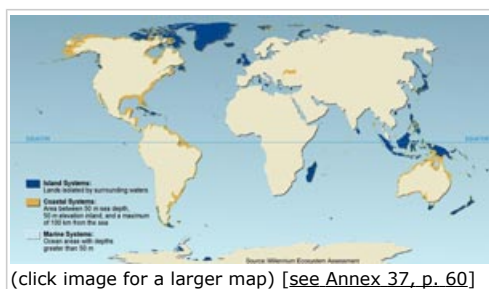 EQUATOR
EQUATOR
Island Systems:
Lands isolated by surrounding waters
Coastal Systems:
Area between 50 m sea depth,
50 m elevation inland, and a maximum
of 100 km from the sea
Marine Systems:
Ocean areas with depths
greater than 50 m
Source: Millennium Ecosystem Assessment
(click image for a larger map) [see Annex 37, p. 60]